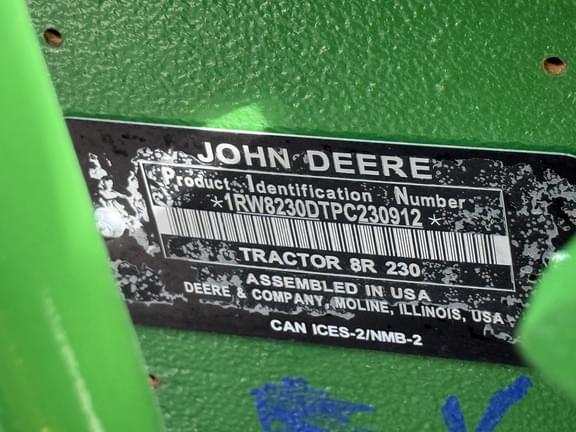 JOHN DEERE
Product Identification Number
*1RW8230DTPC230912*
TRACTOR 8R 230
ASSEMBLED IN USA
DEERE & COMPANY, MOLINE, ILLINOIS, USA
CAN ICES-2/NMB-2